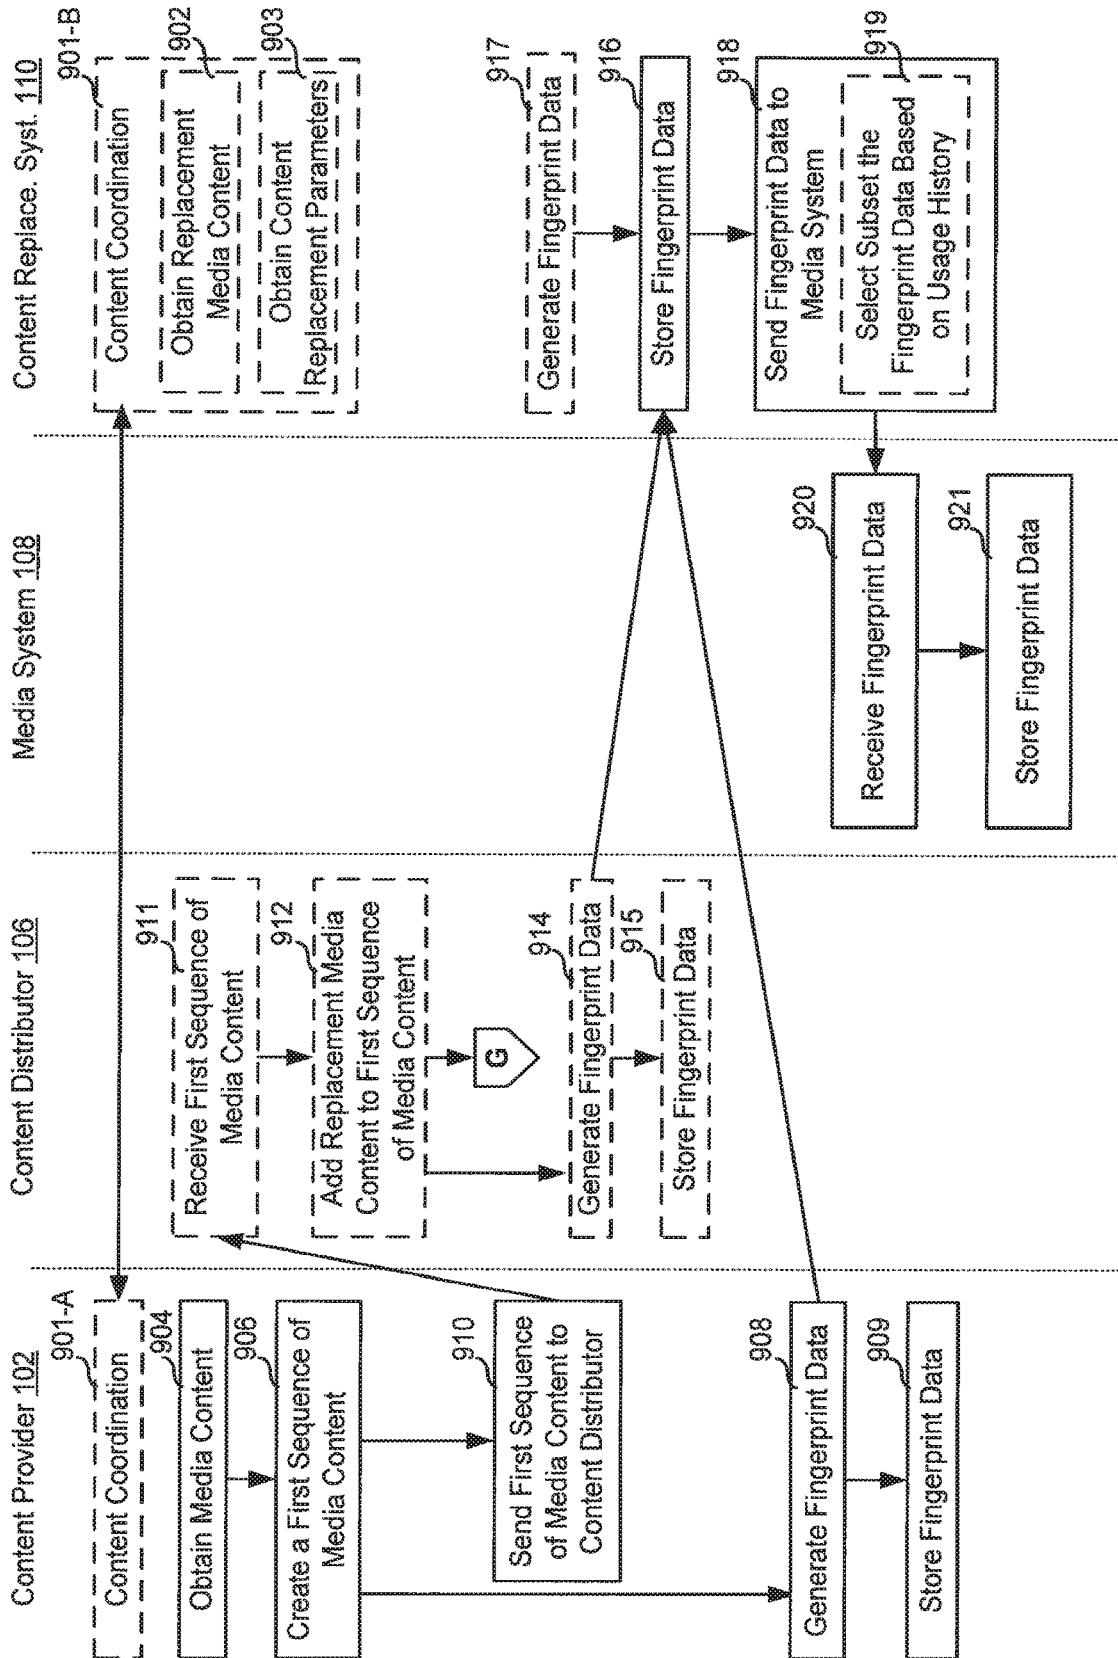 Content Provider 102
901-A
Content Coordination
904
Obtain Media Content
906
Create a First Sequence of
Media Content
910
Send First Sequence
of Media Content to
Content Distributor
908
Generate Fingerprint Data
909
Store Fingerprint Data
Content Distributor 106
911
Receive First Sequence of
Media Content
912
Add Replacement Media
Content to First Sequence
of Media Content
G
914
Generate Fingerprint Data
915
Store Fingerprint Data
Media System 108
920
Receive Fingerprint Data
921
Store Fingerprint Data
Content Replace. Syst. 110
901-B
Content Coordination
902
Obtain Replacement
Media Content
903
Obtain Content
Replacement Parameters
917
Generate Fingerprint Data
916
Store Fingerprint Data
918
Send Fingerprint Data to
Media System
919
Select Subset the
Fingerprint Data Based
on Usage History